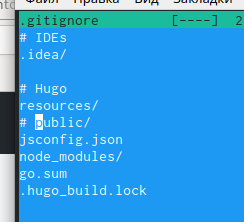 Файл Правка Вид Закладки
.gitignore [----] 2
# IDEs
.idea/
# Hugo
resources/
# public/
jsconfig.json
node_modules/
go.sum
.hugo_build.lock